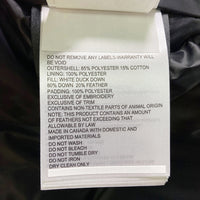 DO NOT REMOVE ANY LABELS-WARRANTY WILL
BE VOID
OUTERSHELL: 85% POLYESTER 15% COTTON
LINING: 100% POLYESTER
FILL: WHITE DUCK DOWN
80% DOWN 20% FEATHER
PADDING: 100% POLYESTER
EXCLUSIVE OF EMBROIDERY
EXCLUSIVE OF TRIM
CONTAINS NON-TEXTILE PARTS OF ANIMAL ORIGIN
NOTE: THIS PRODUCT CONTAINS AN AMOUNT
OF FEATHERS NOT EXCEEDING THAT
ALLOWABLE BY LAW
MADE IN CANADA WITH DOMESTIC AND
IMPORTED MATERIALS
DO NOT WASH
DO NOT BLEACH
DO NOT TUMBLE DRY
DO NOT IRON
DRY CLEAN ONLY